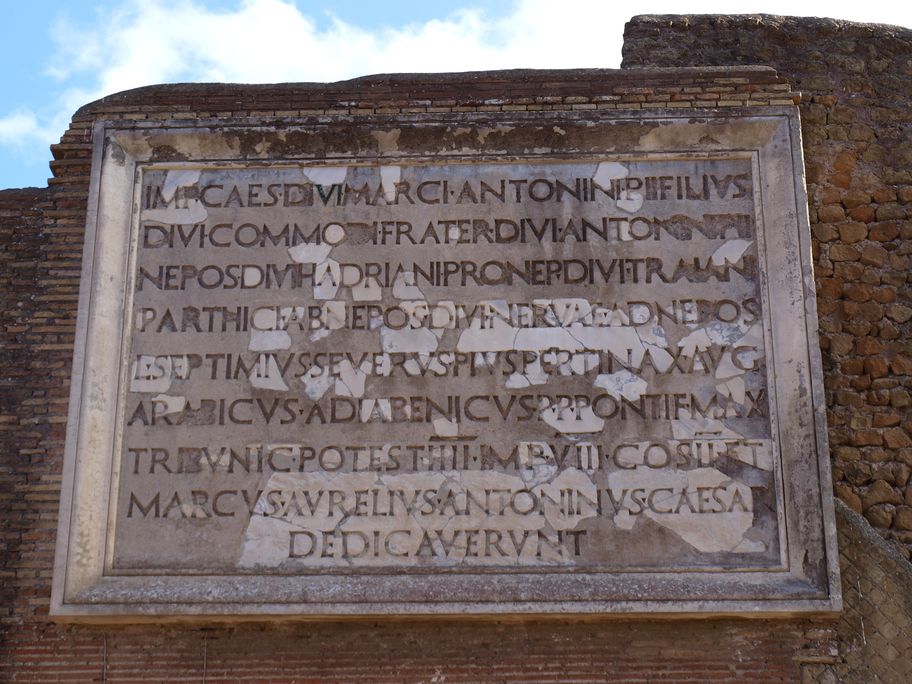 IMP·CAES·DIVI·MARCI·ANTONINI·PII·FILIVS
DIVI·COMMODI·FRATER·DIVI·ANTONINI·PII
NEPOS·DIVI·HADRIANI·PRONEP·DIVI·TRAIANI
PARTHICI·ABNEPOS·DIVI·NERVAE·ADNEPOS
L·SEPTIMIVS·SEVERVS·PIVS·PERTINAX·AVG
ARABICVS·ADIABENICVS·P·P·PONTIF·MAX
TRIBVNIC·POTEST·IIII·IMP·VIII·COS·II·ET
MARCVS·AVRELIVS·ANTONINVS·CAESAR
DEDICAVERVNT